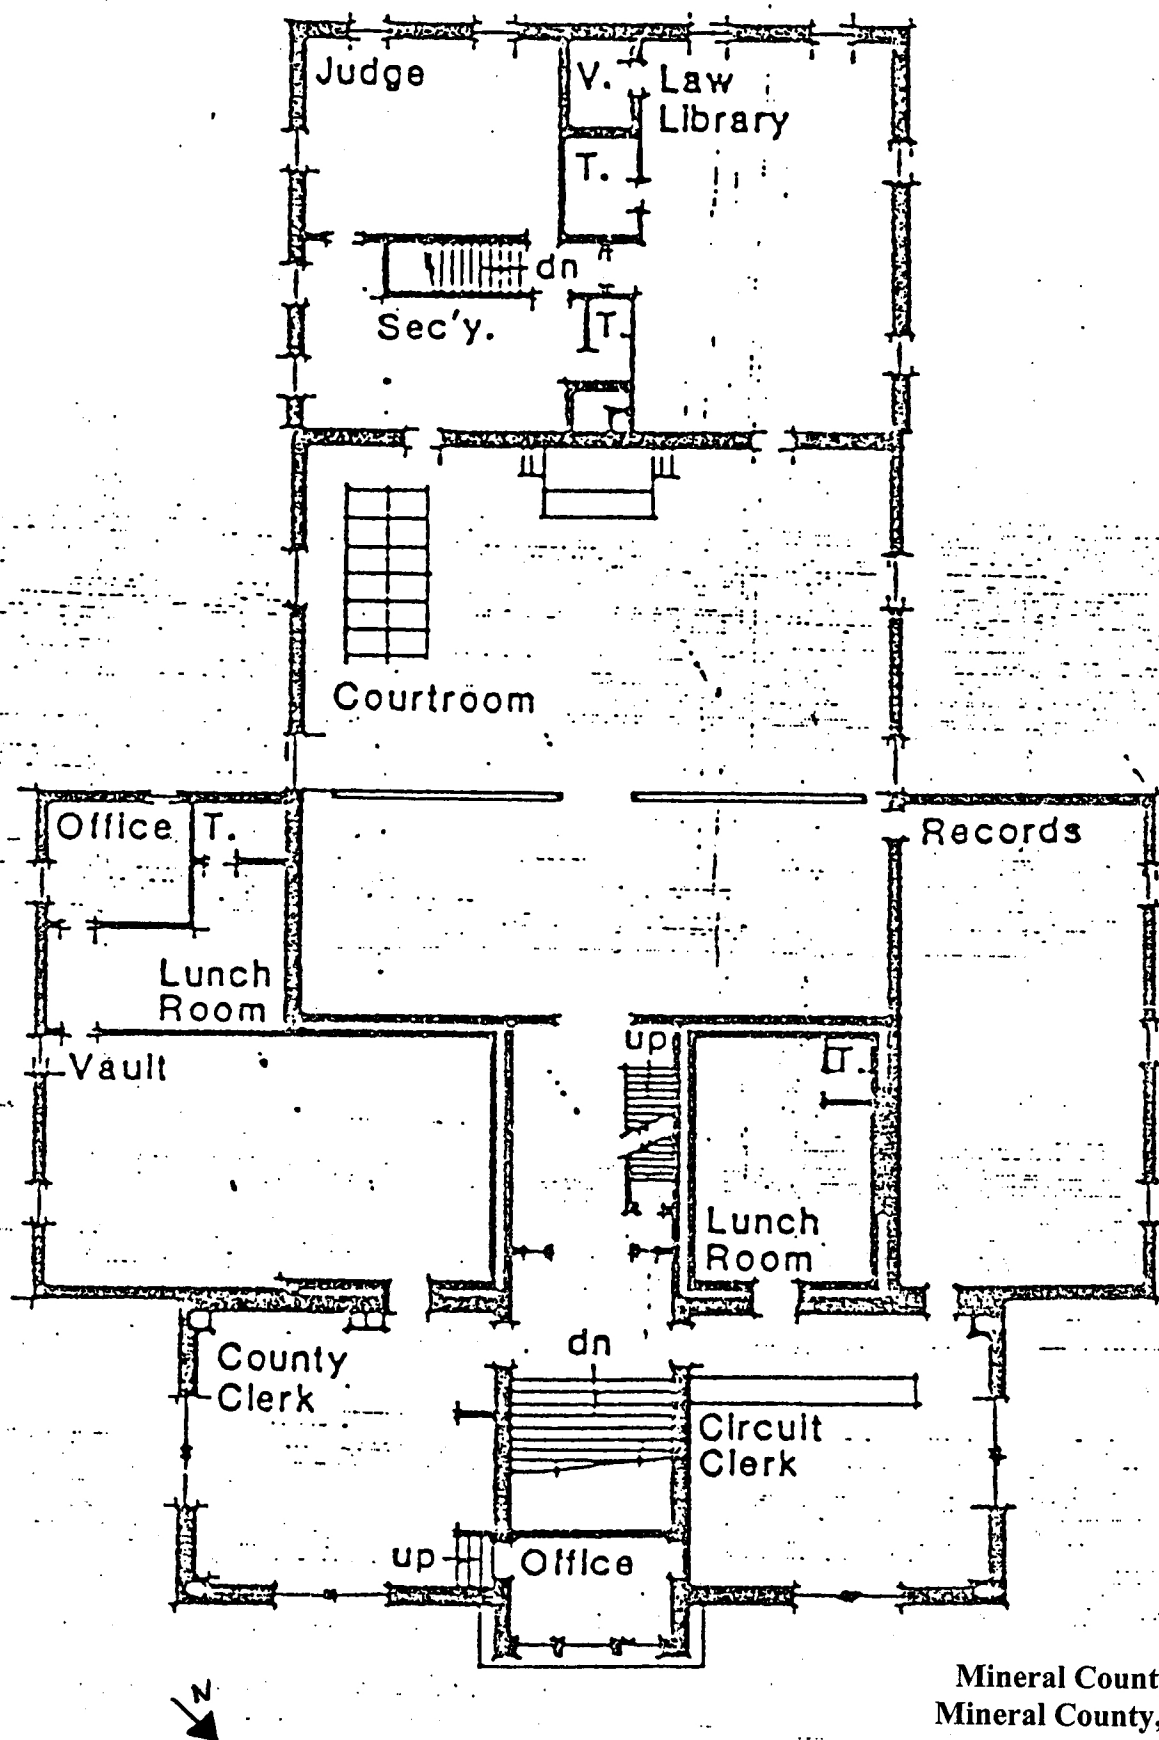 Judge
V.
Law
Library
T.
dn
Sec'y.
T.
Courtroom
Office
T.
Records
Lunch
Room
up
T.
Vault
Lunch
Room
dn
County
Clerk
Circuit
Clerk
up
Office
N
Mineral Count
Mineral County,